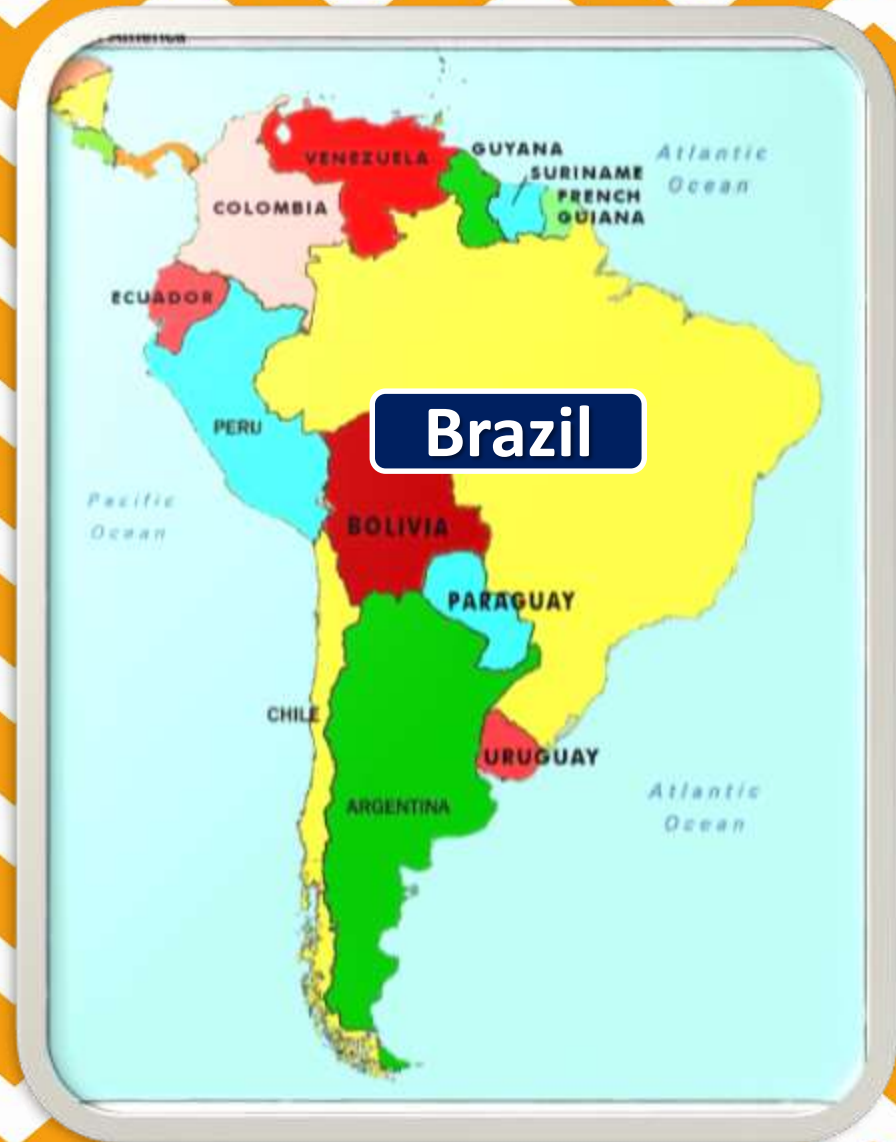 America
VENEZUELA
GUYANA
SURINAME
FRENCH
GUIANA
Atlantic
Ocean
COLOMBIA
ECUADOR
PERU
Brazil
Pacific
Ocean
BOLIVIA
PARAGUAY
CHILE
URUGUAY
ARGENTINA
Atlantic
Ocean